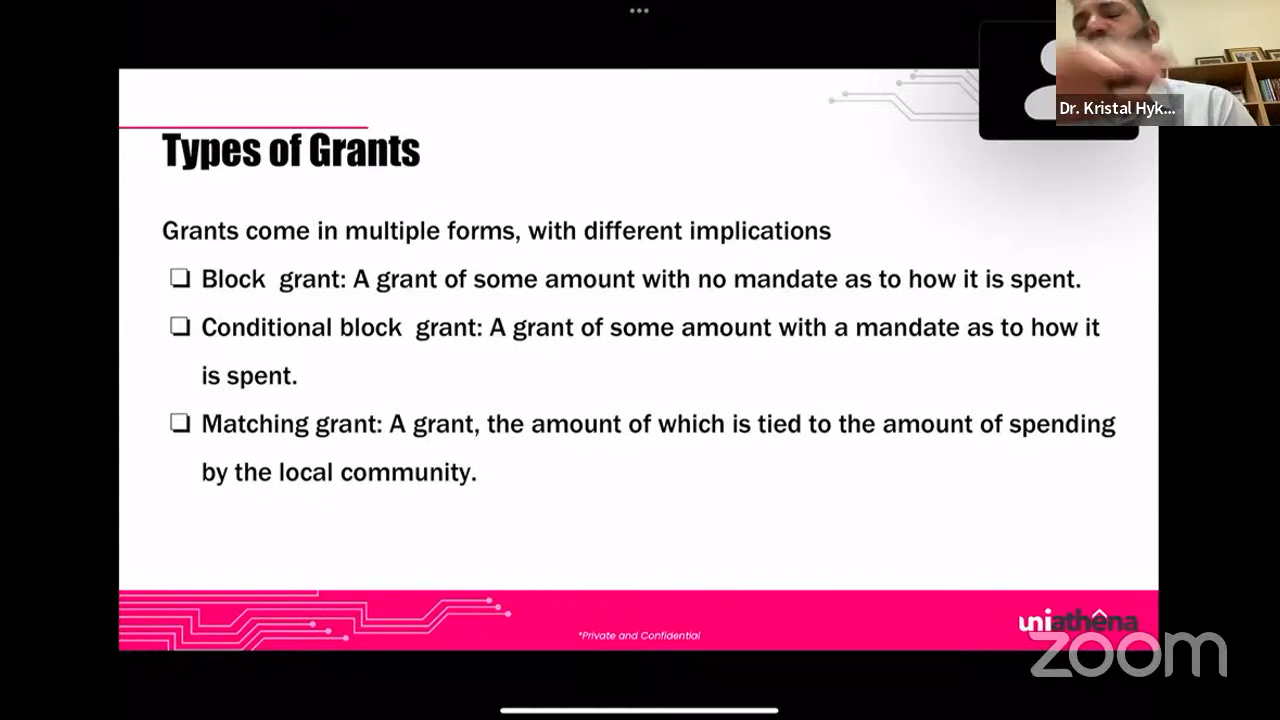 Dr. Kristal Hyk...
Types of Grants
Grants come in multiple forms, with different implications
Block grant: A grant of some amount with no mandate as to how it is spent.
Conditional block grant: A grant of some amount with a mandate as to how it
is spent.
Matching grant: A grant, the amount of which is tied to the amount of spending
by the local community.
*Private and Confidential
uniathena
zoom